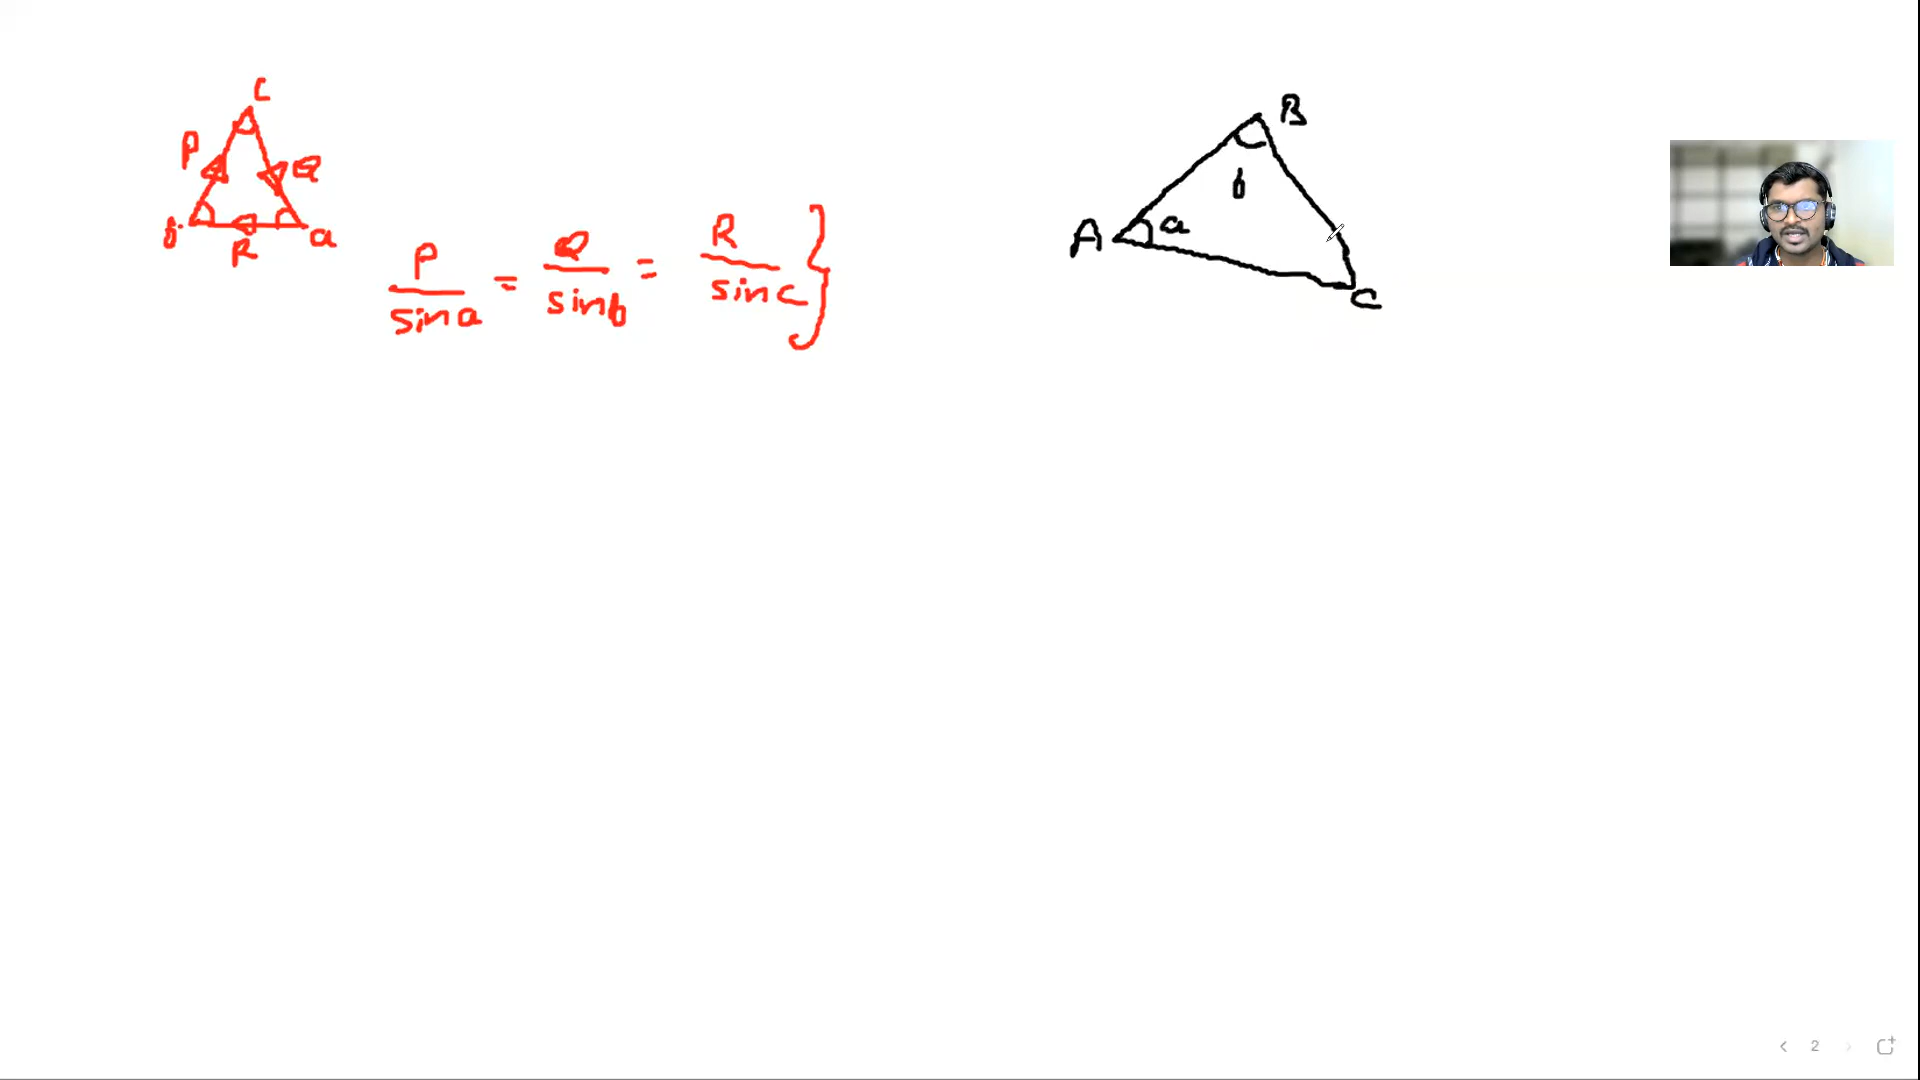 C
P Q
b R a
P/sin a = Q/sin b = R/sin c }
B
b
A a
C
2